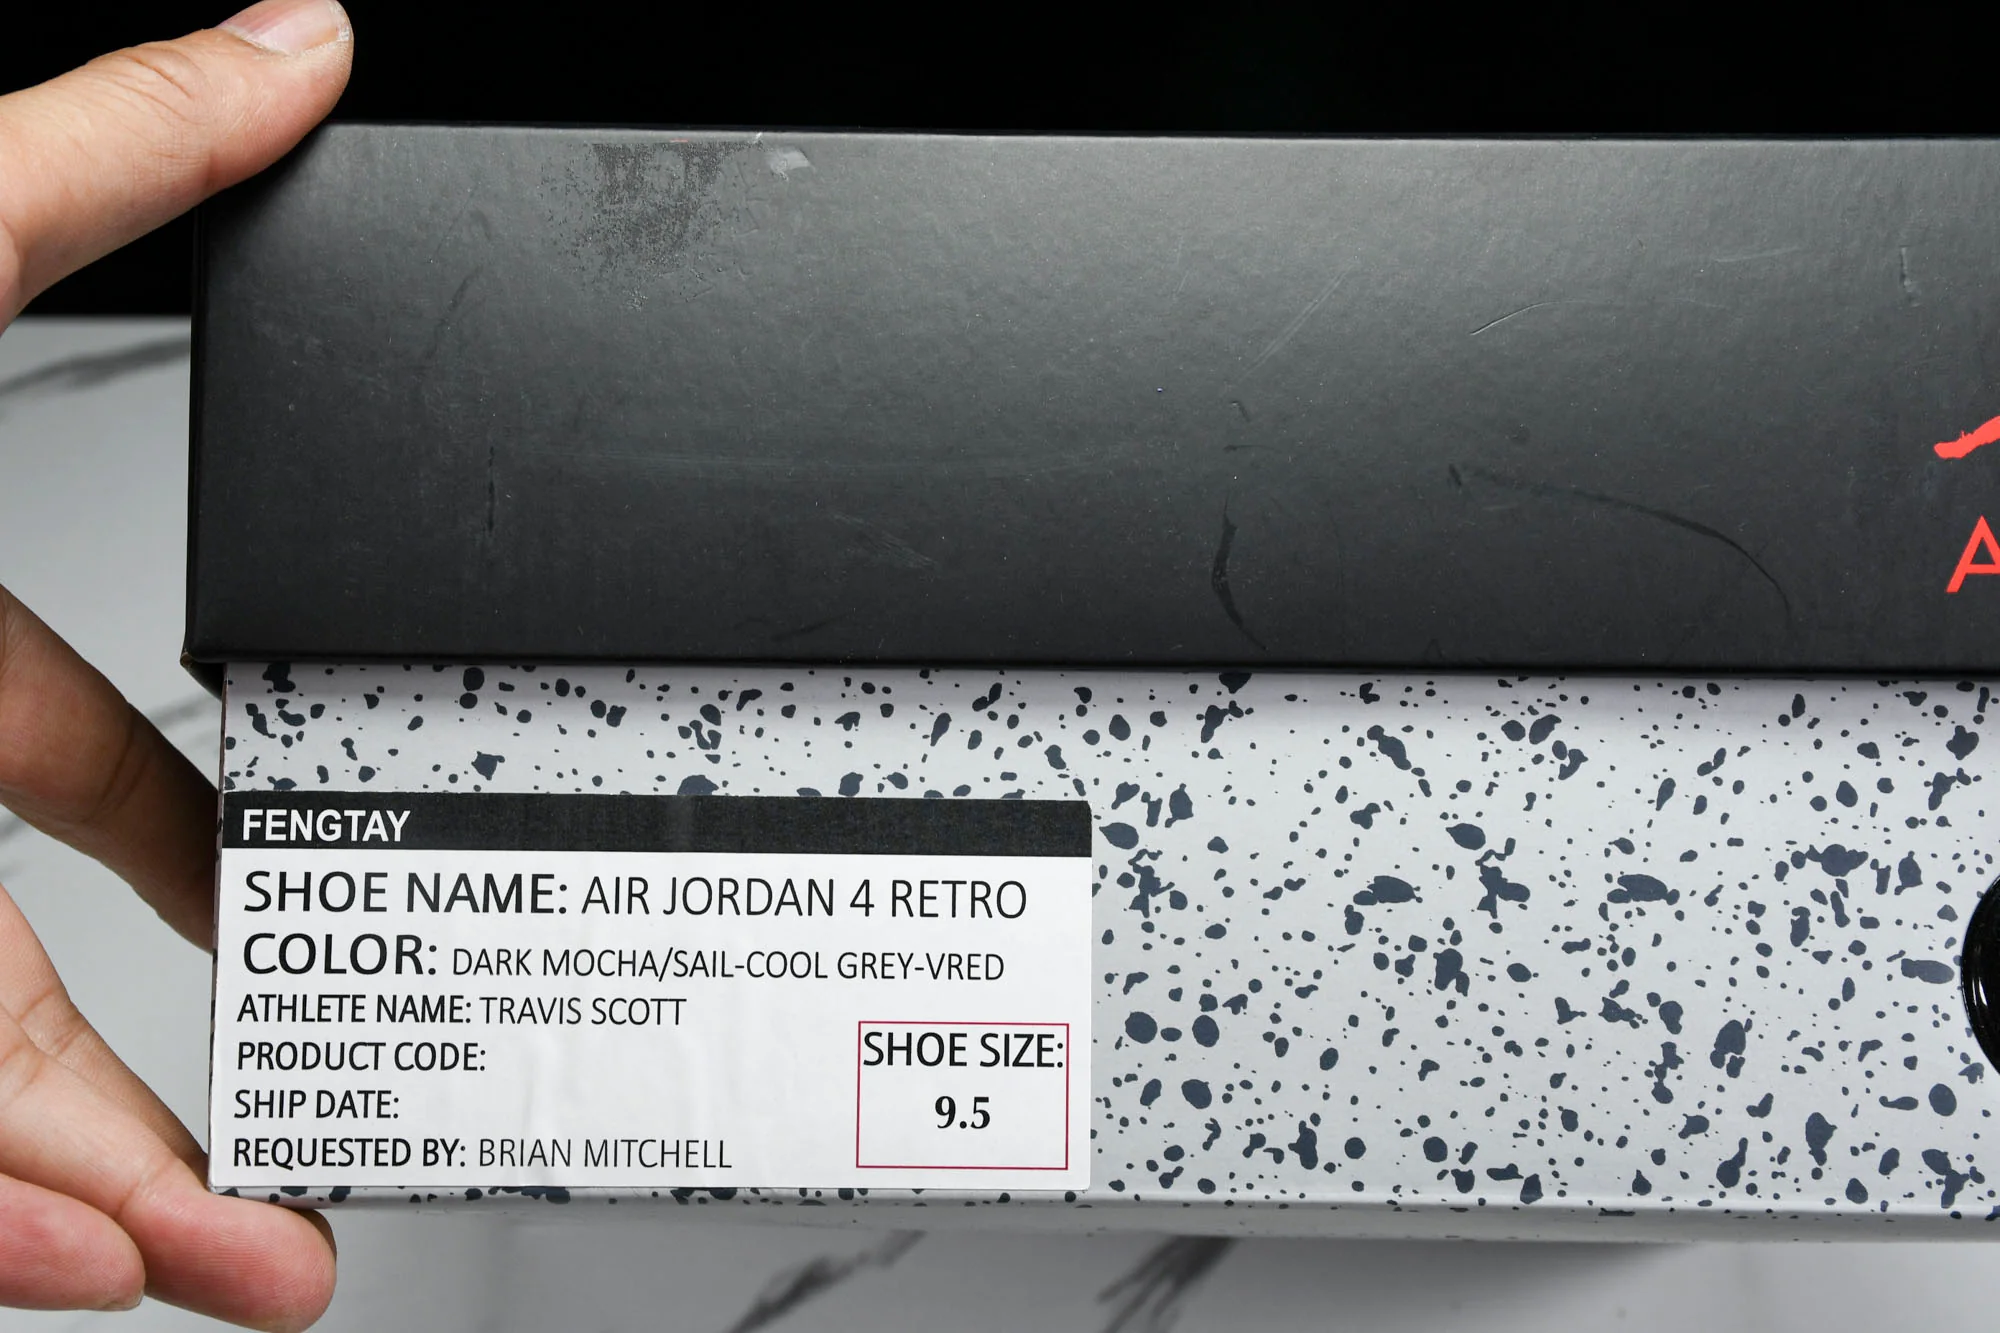 A
FENGTAY
SHOE NAME: AIR JORDAN 4 RETRO
COLOR: DARK MOCHA/SAIL-COOL GREY-VRED
ATHLETE NAME: TRAVIS SCOTT
PRODUCT CODE:
SHIP DATE:
REQUESTED BY: BRIAN MITCHELL
SHOE SIZE:
9.5